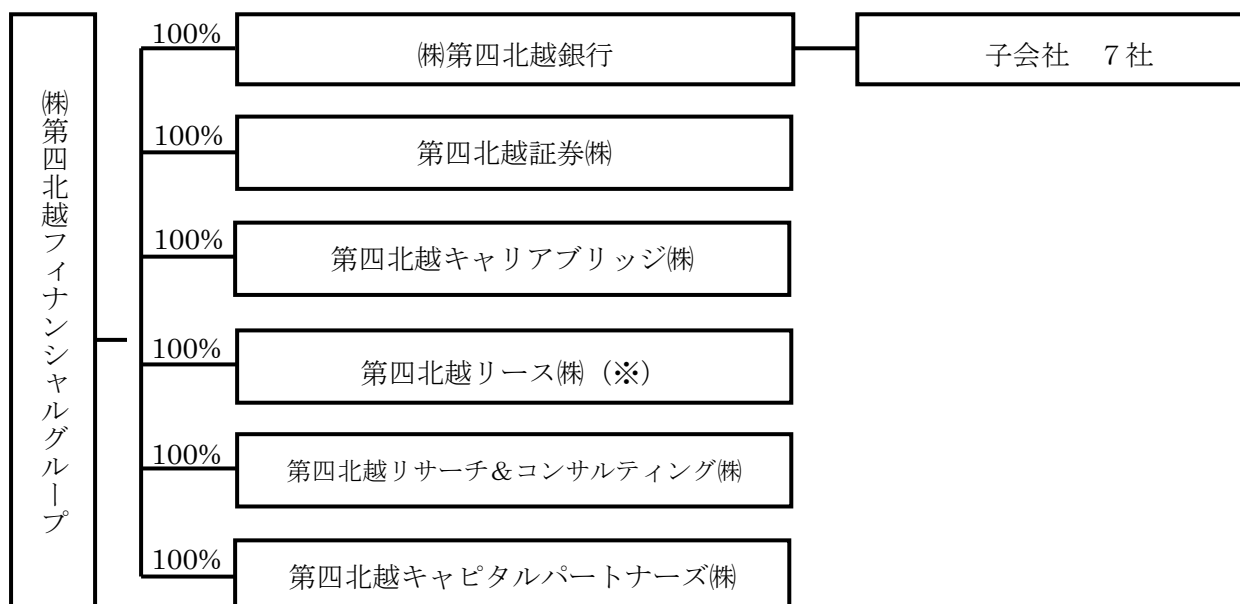 ㈱第四北越フィナンシャルグループ
100%
㈱第四北越銀行
子会社　７社
100%
第四北越証券㈱
100%
第四北越キャリアブリッジ㈱
100%
第四北越リース㈱（※）
100%
第四北越リサーチ＆コンサルティング㈱
100%
第四北越キャピタルパートナーズ㈱